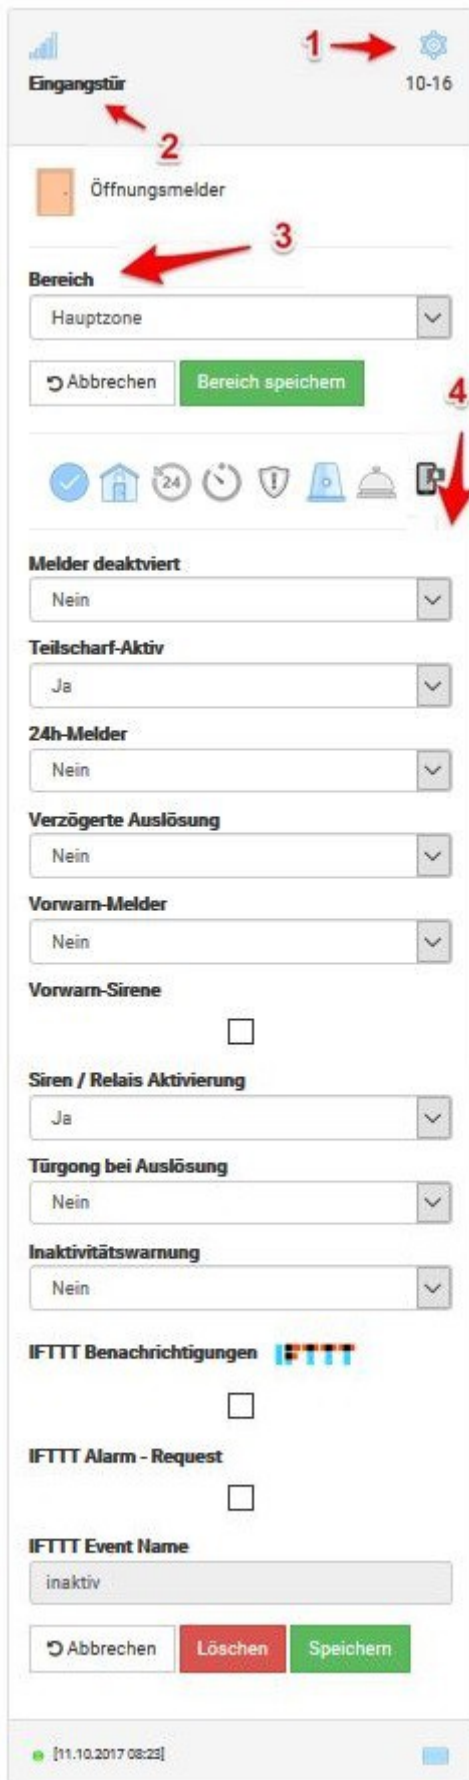 1
Eingangstür 10-16
2
Öffnungsmelder
3
Bereich
Hauptzone
Abbrechen Bereich speichern
4
24
Melder deaktviert
Nein
Teilscharf-Aktiv
Ja
24h-Melder
Nein
Verzögerte Auslösung
Nein
Vorwarn-Melder
Nein
Vorwarn-Sirene
Siren / Relais Aktivierung
Ja
Türgong bei Auslösung
Nein
Inaktivitätswarnung
Nein
IFTTT Benachrichtigungen IFTTT
IFTTT Alarm - Request
IFTTT Event Name
inaktiv
Abbrechen Löschen Speichern
[11.10.2017 08:23]